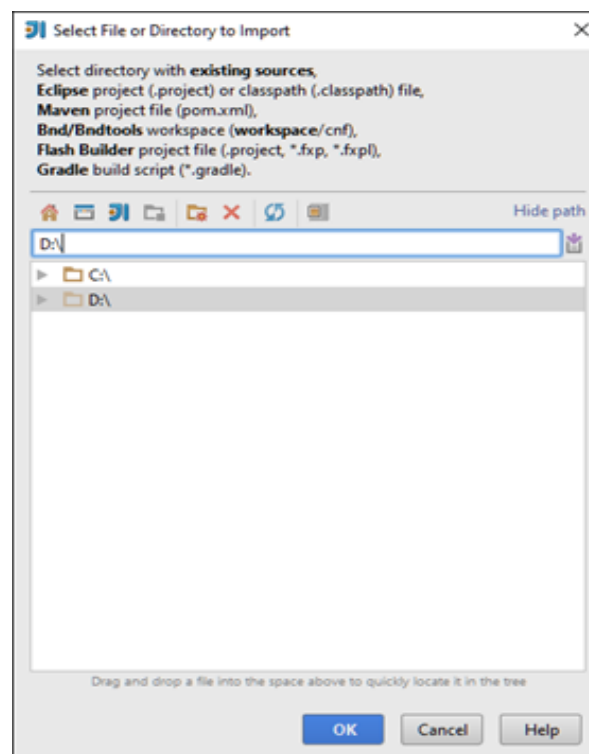 Select File or Directory to Import
Select directory with existing sources,
Eclipse project (.project) or classpath (.classpath) file,
Maven project file (pom.xml),
Bnd/Bndtools workspace (workspace/cnf),
Flash Builder project file (.project, *.fxp, *.fxpl),
Gradle build script (*.gradle).
Hide path
D:\
C:\
D:\
Drag and drop a file into the space above to quickly locate it in the tree
OK Cancel Help